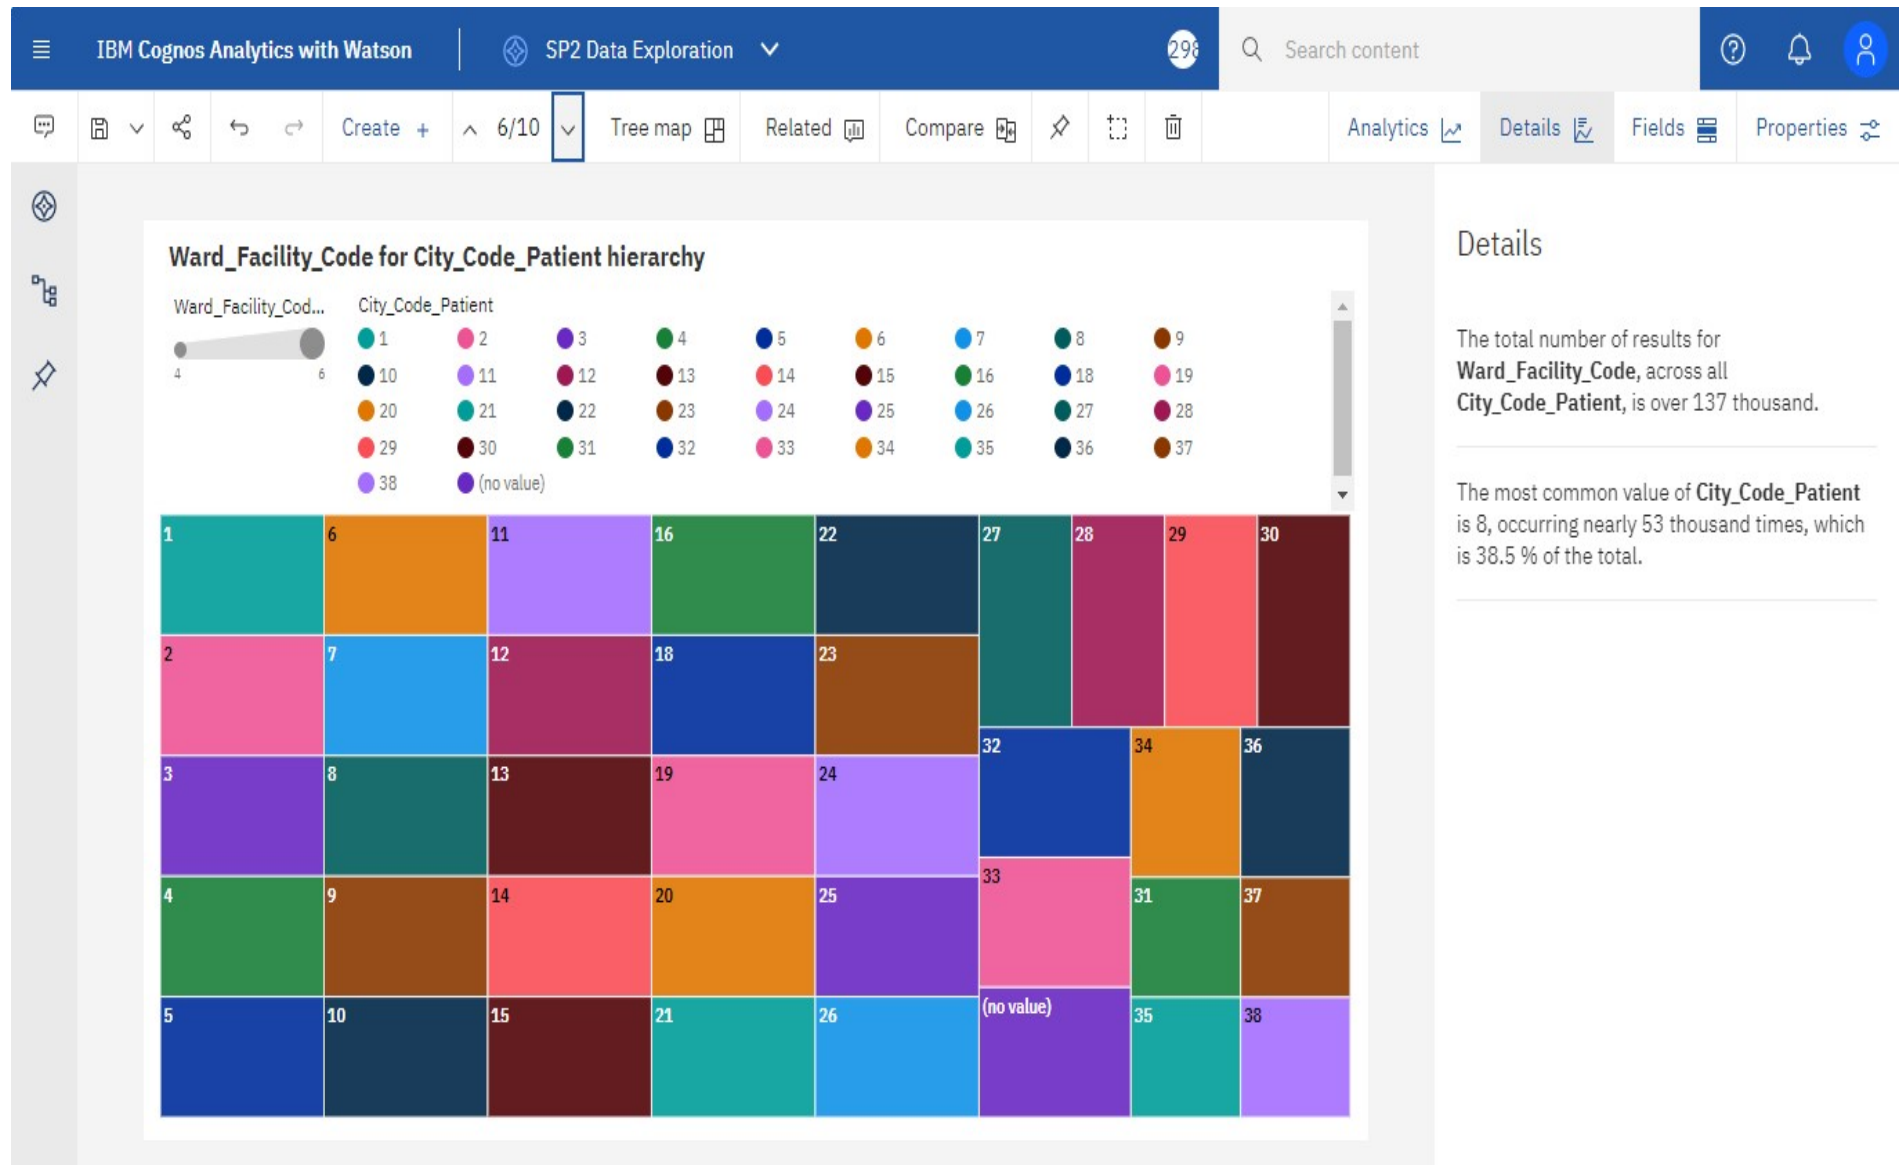 IBM Cognos Analytics with Watson
SP2 Data Exploration
298
Search content
Create +
6/10
Tree map
Related
Compare
Analytics
Details
Fields
Properties
Ward_Facility_Code for City_Code_Patient hierarchy
Ward_Facility_Cod...
4 6
City_Code_Patient
1 2 3 4 5 6 7 8 9
10 11 12 13 14 15 16 18 19
20 21 22 23 24 25 26 27 28
29 30 31 32 33 34 35 36 37
38 (no value)
1 6 11 16 22 27 28 29 30
2 7 12 18 23
32 34 36
3 8 13 19 24
33
4 9 14 20 25 31 37
(no value)
5 10 15 21 26 35 38
Details
The total number of results for
Ward_Facility_Code, across all
City_Code_Patient, is over 137 thousand.
The most common value of City_Code_Patient
is 8, occurring nearly 53 thousand times, which
is 38.5 % of the total.